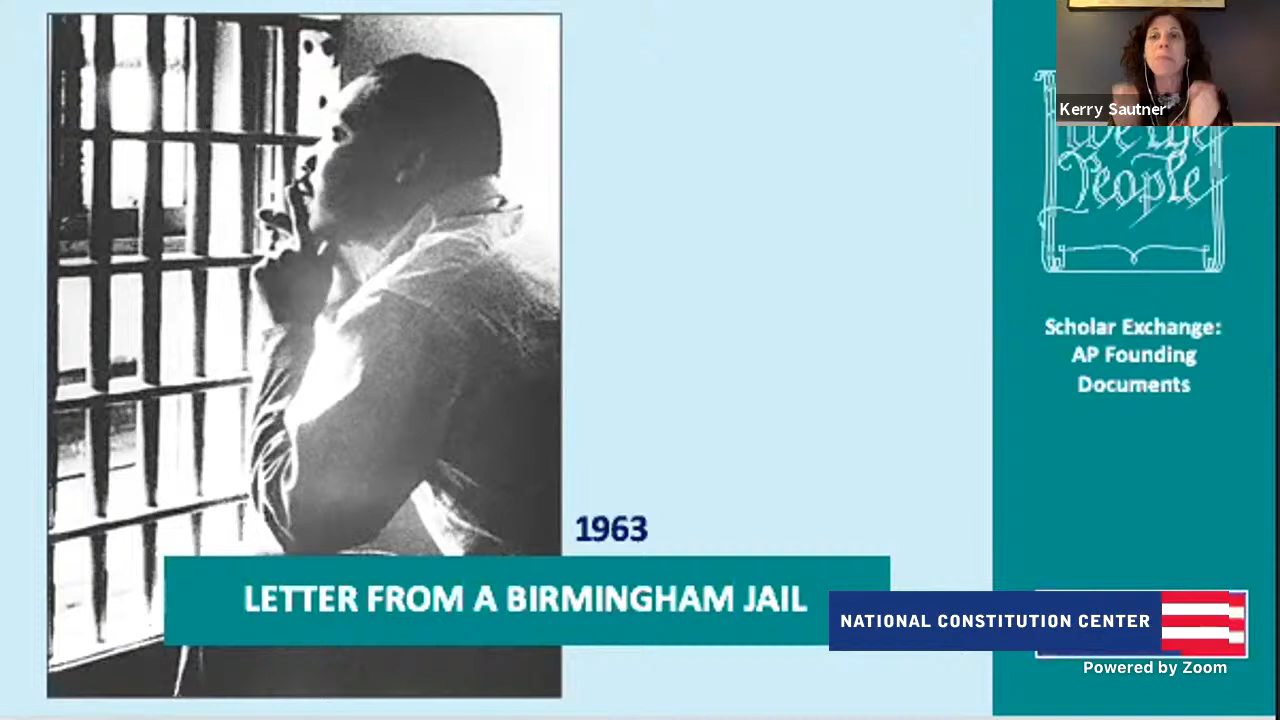 Kerry Sautner
We the
People
Scholar Exchange:
AP Founding
Documents
1963
LETTER FROM A BIRMINGHAM JAIL
NATIONAL CONSTITUTION CENTER
Powered by Zoom